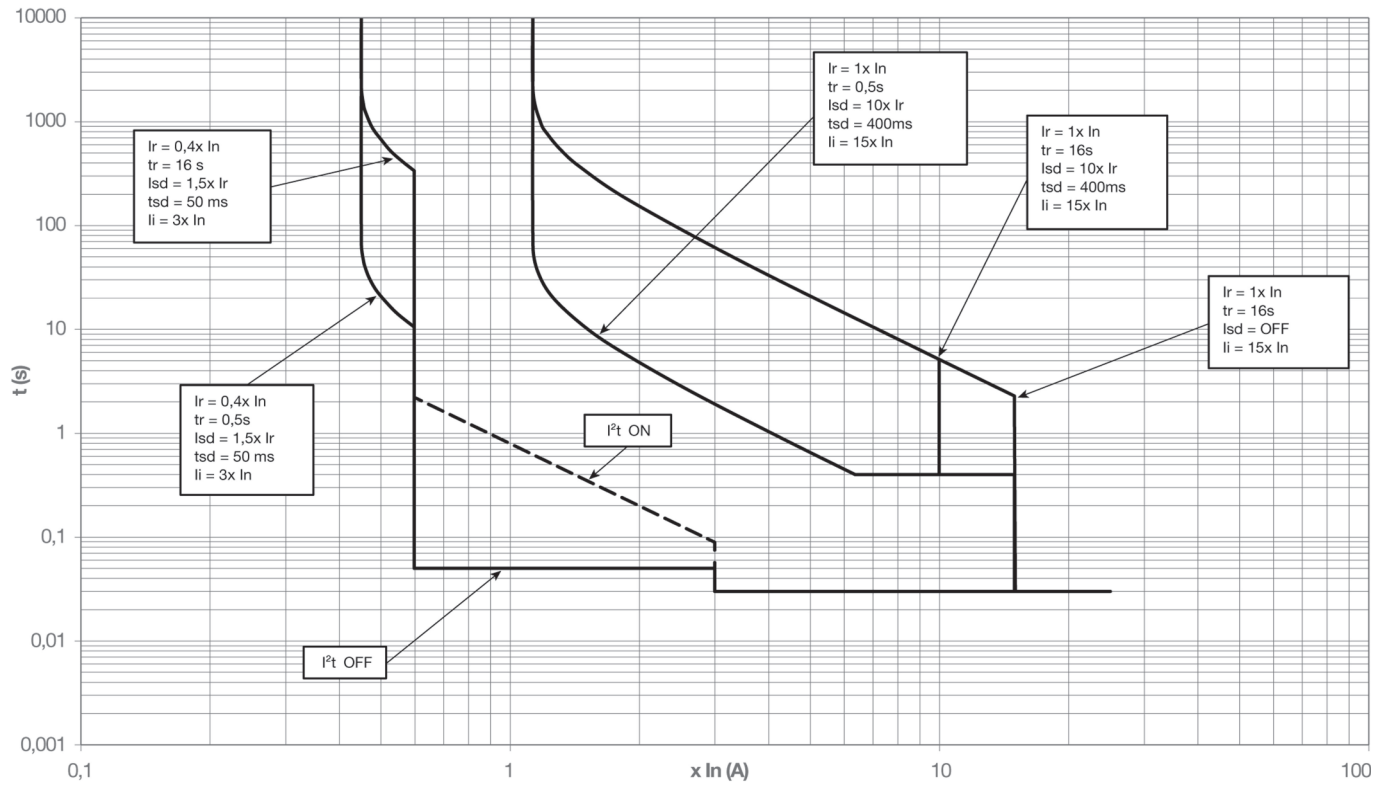 10000
1000
100
10
1
0,1
0,01
0,001
t (s)
0,1
1
10
100
x In (A)
Ir = 0,4x In
tr = 16 s
Isd = 1,5x Ir
tsd = 50 ms
Ii = 3x In
Ir = 0,4x In
tr = 0,5s
Isd = 1,5x Ir
tsd = 50 ms
Ii = 3x In
I²t OFF
I²t ON
Ir = 1x In
tr = 0,5s
Isd = 10x Ir
tsd = 400ms
Ii = 15x In
Ir = 1x In
tr = 16s
Isd = 10x Ir
tsd = 400ms
Ii = 15x In
Ir = 1x In
tr = 16s
Isd = OFF
Ii = 15x In